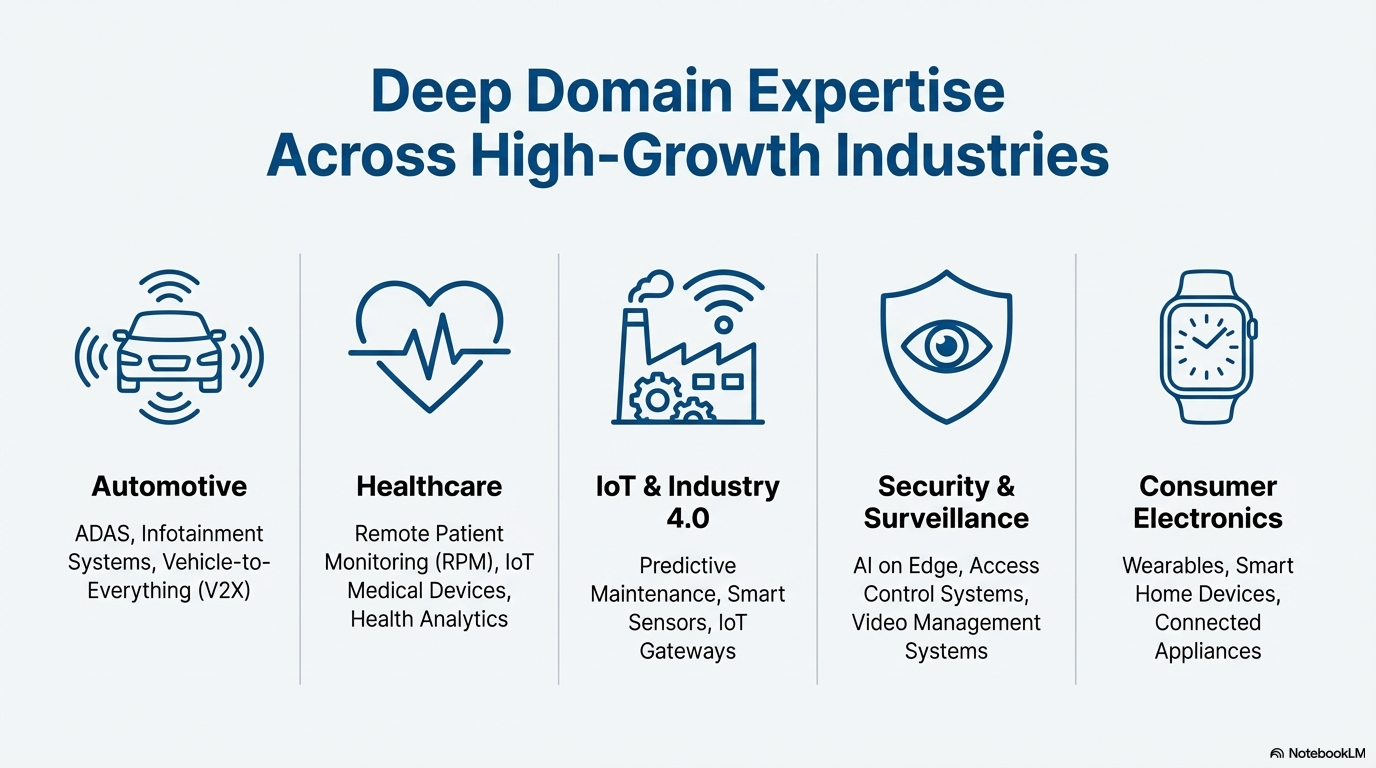 Deep Domain Expertise
Across High-Growth Industries
Automotive
ADAS, Infotainment
Systems, Vehicle-to-
Everything (V2X)
Healthcare
Remote Patient
Monitoring (RPM), IoT
Medical Devices,
Health Analytics
IoT & Industry
4.0
Predictive
Maintenance, Smart
Sensors, IoT
Gateways
Security &
Surveillance
AI on Edge, Access
Control Systems,
Video Management
Systems
Consumer
Electronics
Wearables, Smart
Home Devices,
Connected
Appliances
NotebookLM